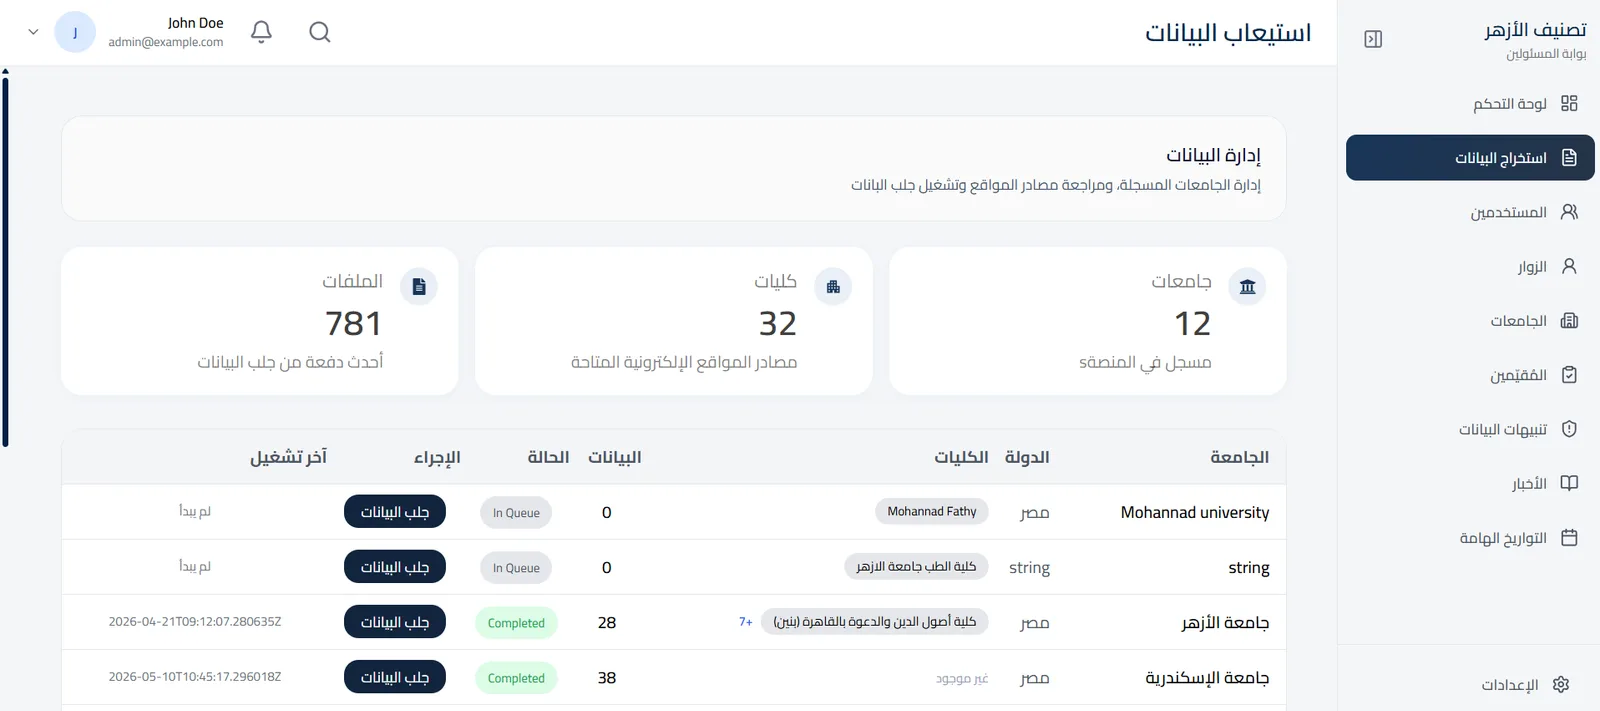 تصنيف الأزهر
بوابة المسئولين
لوحة التحكم
استخراج البيانات
المستخدمين
الزوار
الجامعات
المُقيّمين
تنبيهات البيانات
الأخبار
التواريخ الهامة
الإعدادات
استيعاب البيانات
John Doe
admin@example.com
J
إدارة البيانات
إدارة الجامعات المسجلة، ومراجعة مصادر المواقع وتشغيل جلب البانات
جامعات
12
مسجل في المنصةs
كليات
32
مصادر المواقع الإلكترونية المتاحة
الملفات
781
أحدث دفعة من جلب البيانات
الجامعة الدولة الكليات البيانات الحالة الإجراء آخر تشغيل
Mohannad university مصر Mohannad Fathy 0 In Queue جلب البيانات لم يبدأ
string string كلية الطب جامعة الازهر 0 In Queue جلب البيانات لم يبدأ
جامعة الأزهر مصر كلية أصول الدين والدعوة بالقاهرة (بنين) +7 28 Completed جلب البيانات 2026-04-21T09:12:07.280635Z
جامعة الإسكندرية مصر غير موجود 38 Completed جلب البيانات 2026-05-10T10:45:17.296018Z